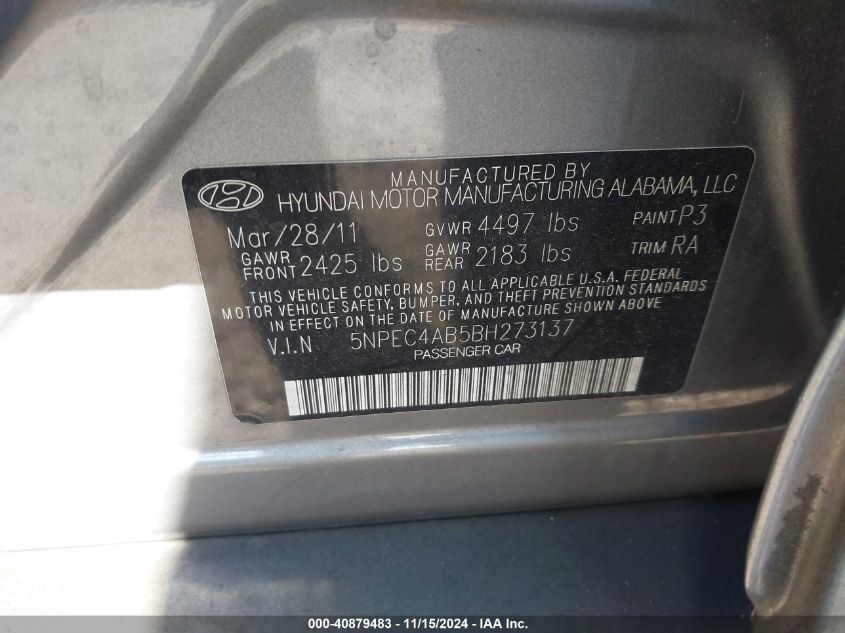 MANUFACTURED BY
HYUNDAI MOTOR MANUFACTURING ALABAMA, LLC
Mar/28/11 GVWR 4497 lbs PAINT P3
GAWR FRONT 2425 lbs GAWR REAR 2183 lbs TRIM RA
THIS VEHICLE CONFORMS TO ALL APPLICABLE U.S.A. FEDERAL
MOTOR VEHICLE SAFETY, BUMPER, AND THEFT PREVENTION STANDARDS
IN EFFECT ON THE DATE OF MANUFACTURE SHOWN ABOVE
V.I.N 5NPEC4AB5BH273137
PASSENGER CAR
000-40879483 - 11/15/2024 - IAA Inc.